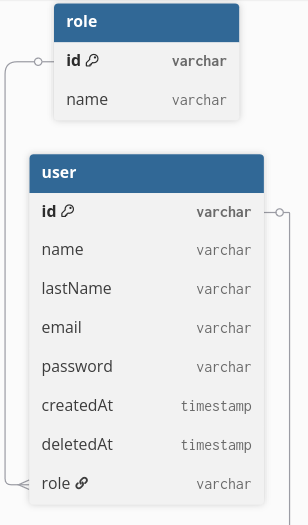 role
id varchar
name varchar
user
id varchar
name varchar
lastName varchar
email varchar
password varchar
createdAt timestamp
deletedAt timestamp
role varchar